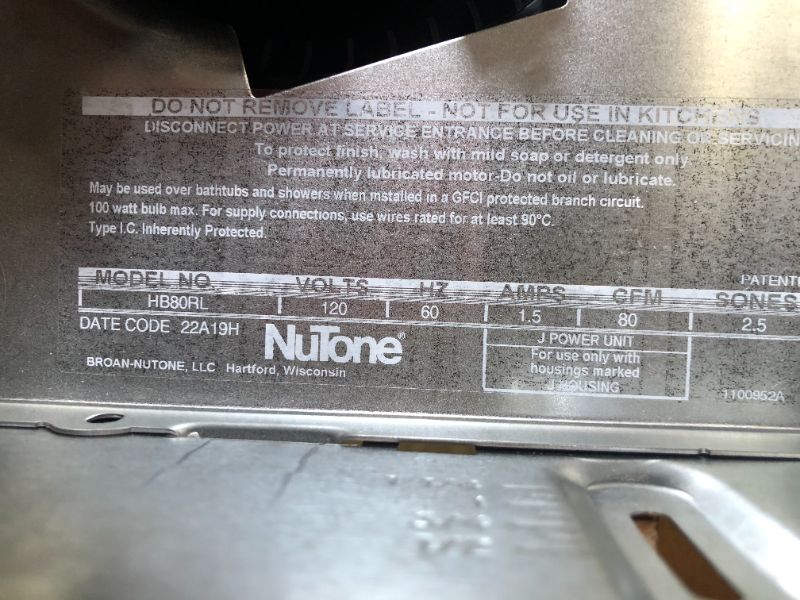 DO NOT REMOVE LABEL - NOT FOR USE IN KITCHENS
DISCONNECT POWER AT SERVICE ENTRANCE BEFORE CLEANING OR SERVICIN
To protect finish, wash with mild soap or detergent only.
Permanently lubricated motor-Do not oil or lubricate.
May be used over bathtubs and showers when installed in a GFCI protected branch circuit.
100 watt bulb max. For supply connections, use wires rated for at least 90°C.
Type I.C. Inherently Protected.
PATENT
MODEL NO. VOLTS HZ AMPS CFM SONES
HB80RL 120 60 1.5 80 2.5
DATE CODE 22A19H
NuTone®
BROAN-NUTONE, LLC Hartford, Wisconsin
J POWER UNIT
For use only with
housings marked
J HOUSING
1100952A